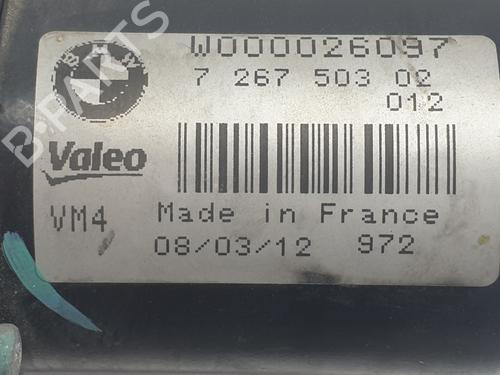 W000026097
7 267 503 02
012
Valeo
VM4 Made in France
08/03/12 972
B-PARTS